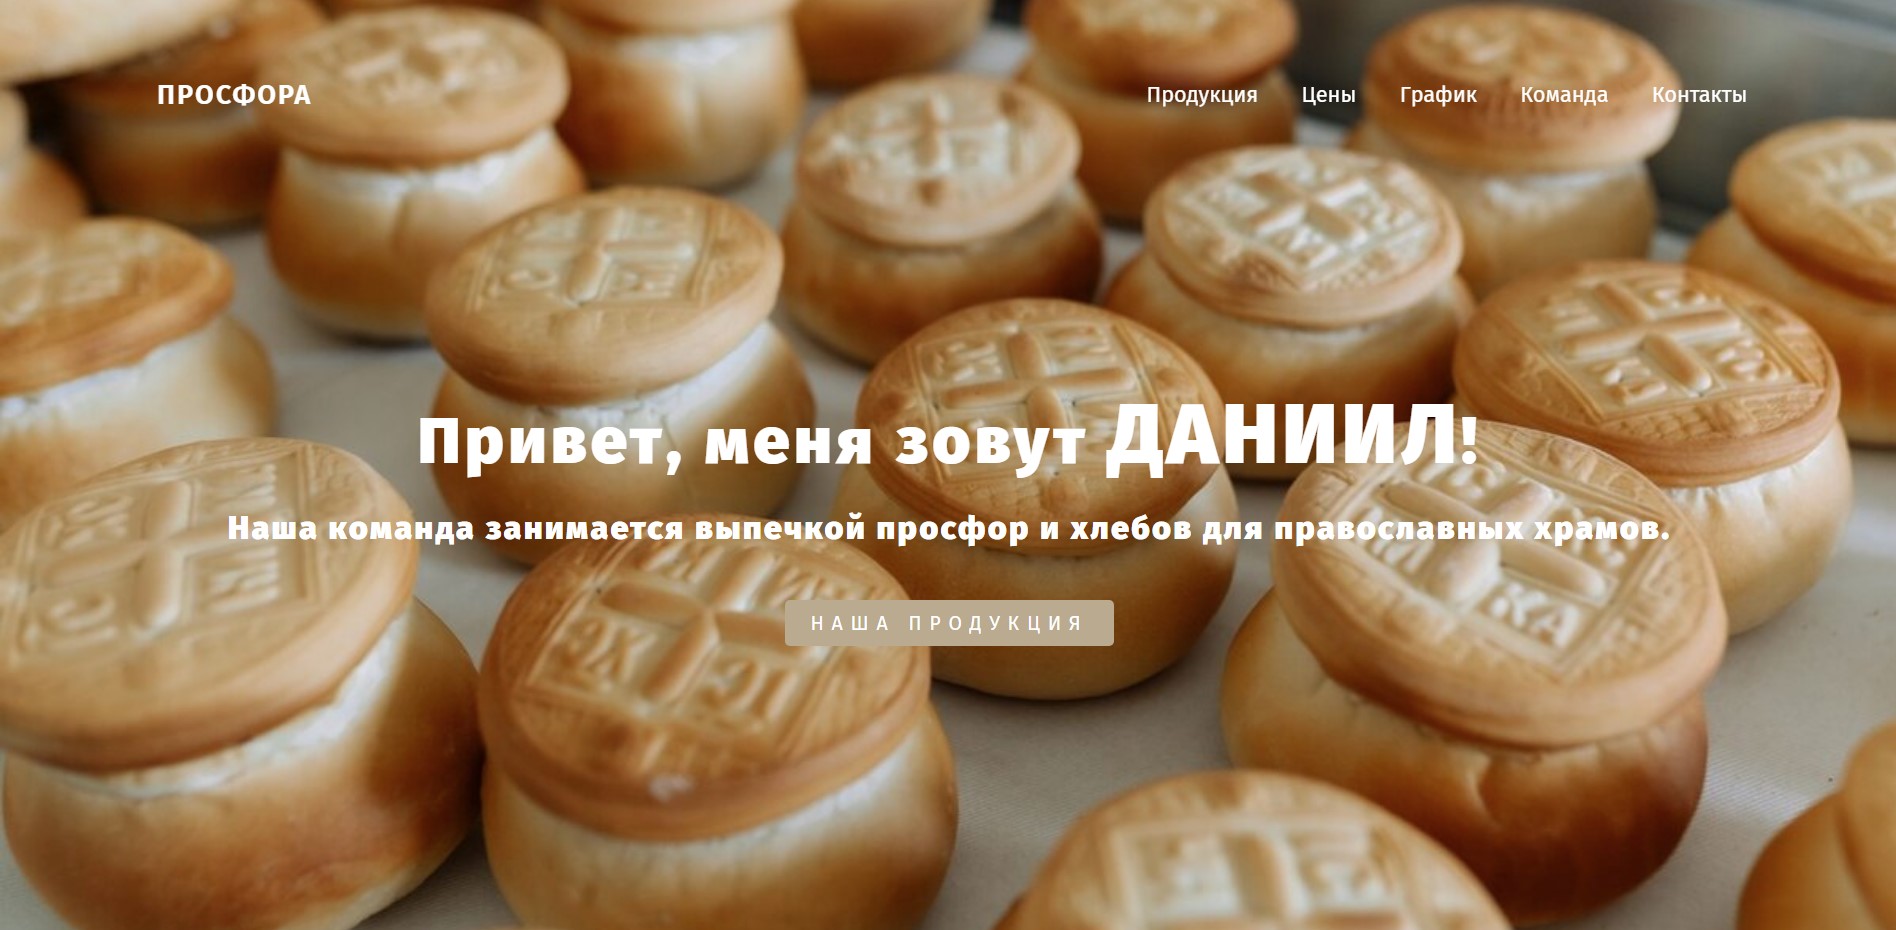 ПРОСФОРА
Продукция Цены График Команда Контакты
Привет, меня зовут ДАНИИЛ!
Наша команда занимается выпечкой просфор и хлебов для православных храмов.
НАША ПРОДУКЦИЯ